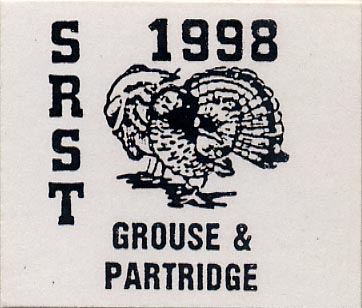 SRST
1998
GROUSE &
PARTRIDGE